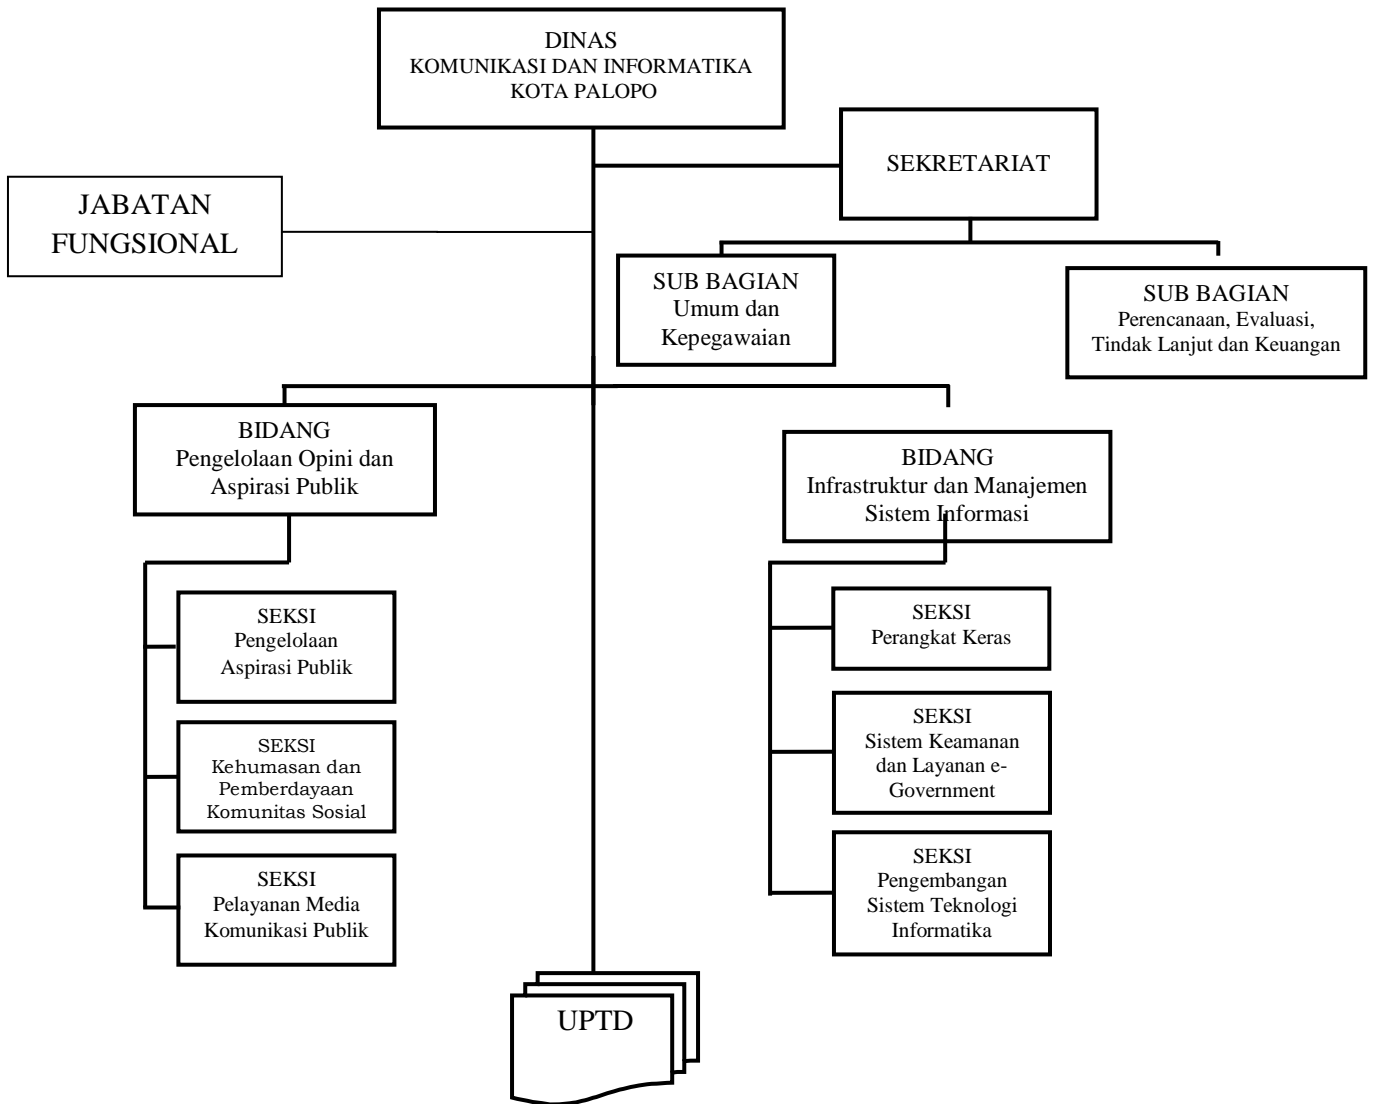 DINAS
KOMUNIKASI DAN INFORMATIKA
KOTA PALOPO
SEKRETARIAT
JABATAN
FUNGSIONAL
SUB BAGIAN
Umum dan
Kepegawaian
SUB BAGIAN
Perencanaan, Evaluasi,
Tindak Lanjut dan Keuangan
BIDANG
Pengelolaan Opini dan
Aspirasi Publik
BIDANG
Infrastruktur dan Manajemen
Sistem Informasi
SEKSI
Pengelolaan
Aspirasi Publik
SEKSI
Kehumasan dan
Pemberdayaan
Komunitas Sosial
SEKSI
Pelayanan Media
Komunikasi Publik
SEKSI
Perangkat Keras
SEKSI
Sistem Keamanan
dan Layanan e-
Government
SEKSI
Pengembangan
Sistem Teknologi
Informatika
UPTD